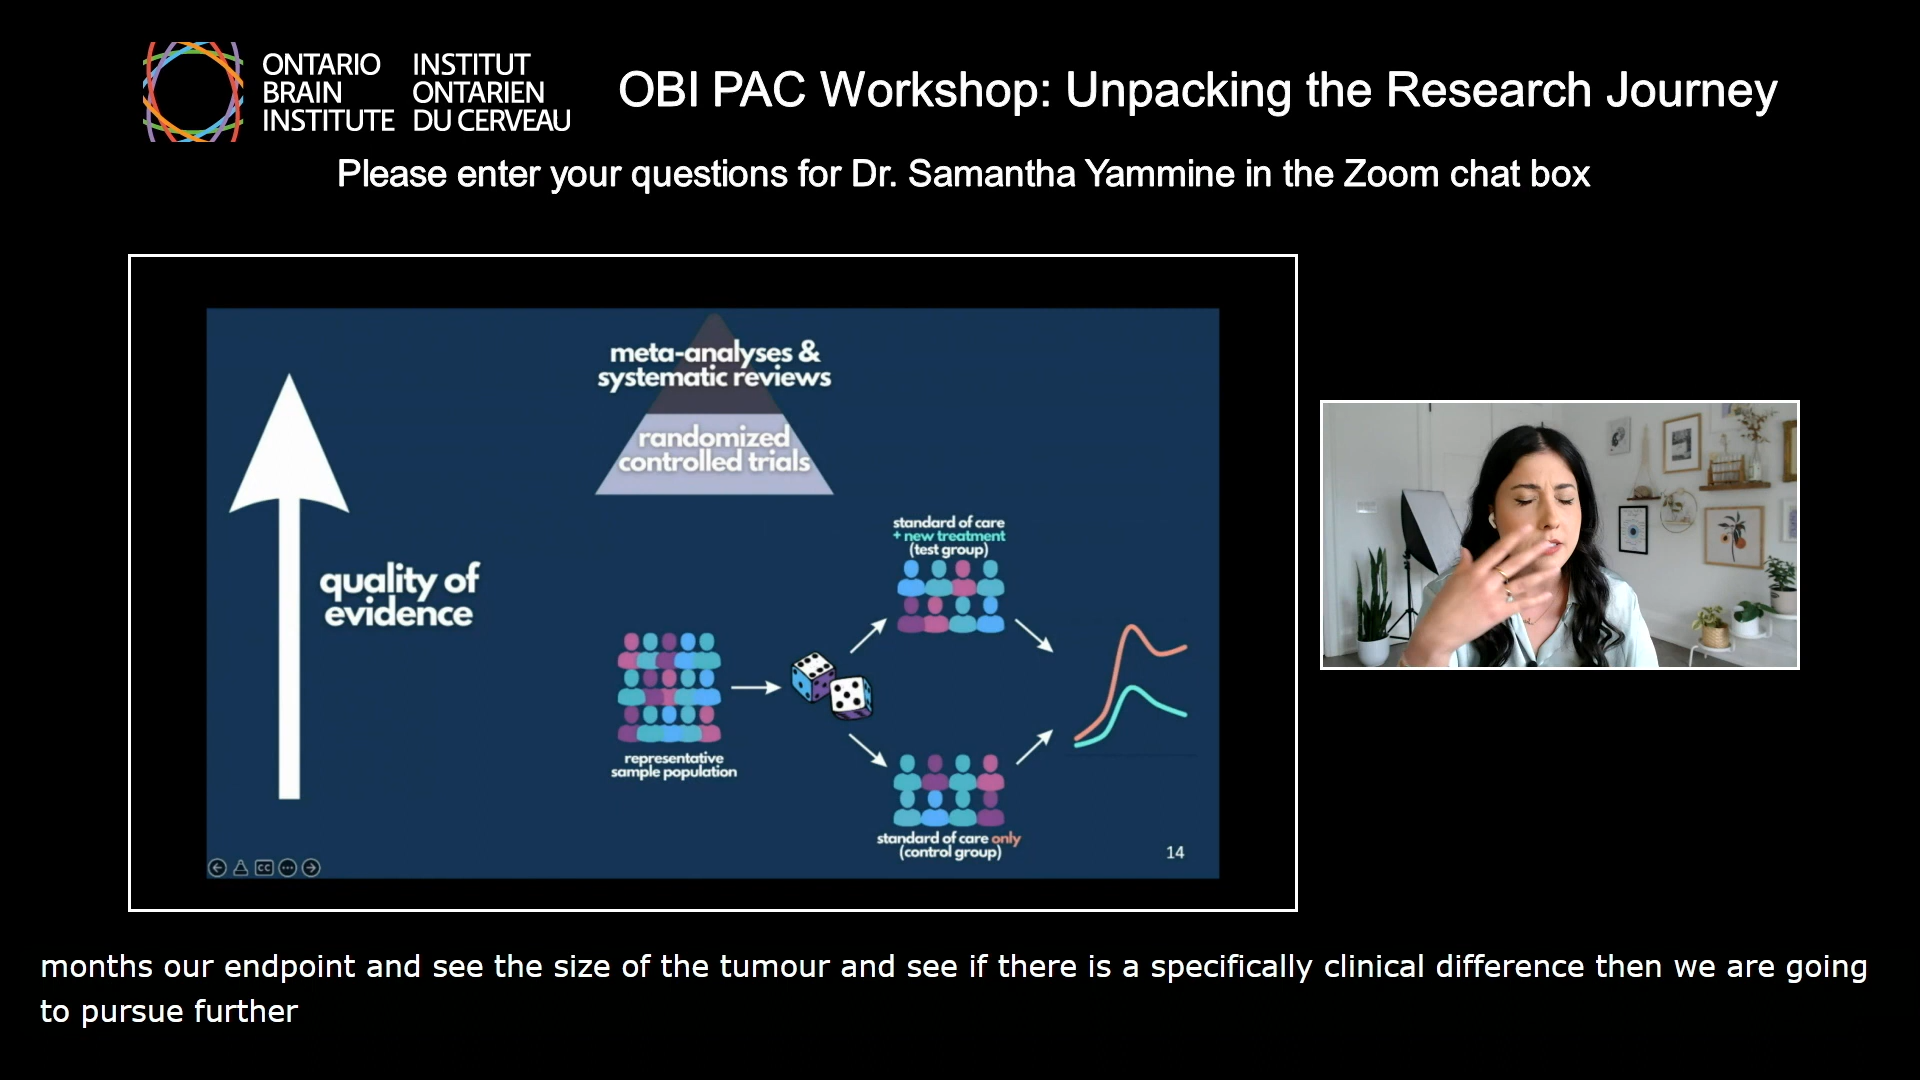 ONTARIO
BRAIN
INSTITUTE
INSTITUT
ONTARIEN
DU CERVEAU
OBI PAC Workshop: Unpacking the Research Journey
Please enter your questions for Dr. Samantha Yammine in the Zoom chat box
meta-analyses &
systematic reviews
randomized
controlled trials
quality of
evidence
standard of care
+ new treatment
(test group)
representative
sample population
standard of care only
(control group)
14
CC
months our endpoint and see the size of the tumour and see if there is a specifically clinical difference then we are going
to pursue further